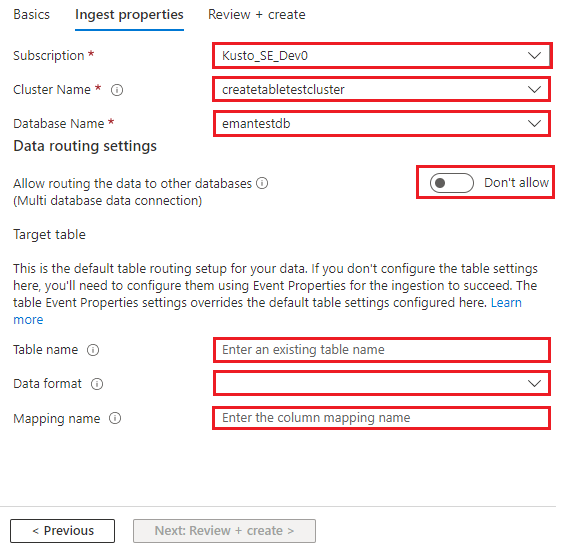 Basics Ingest properties Review + create
Subscription * Kusto_SE_Dev0
Cluster Name * createtabletestcluster
Database Name * emantestdb
Data routing settings
Allow routing the data to other databases Don't allow
(Multi database data connection)
Target table
This is the default table routing setup for your data. If you don't configure the table settings
here, you'll need to configure them using Event Properties for the ingestion to succeed. The
table Event Properties settings overrides the default table settings configured here. Learn
more
Table name Enter an existing table name
Data format
Mapping name Enter the column mapping name
< Previous Next: Review + create >